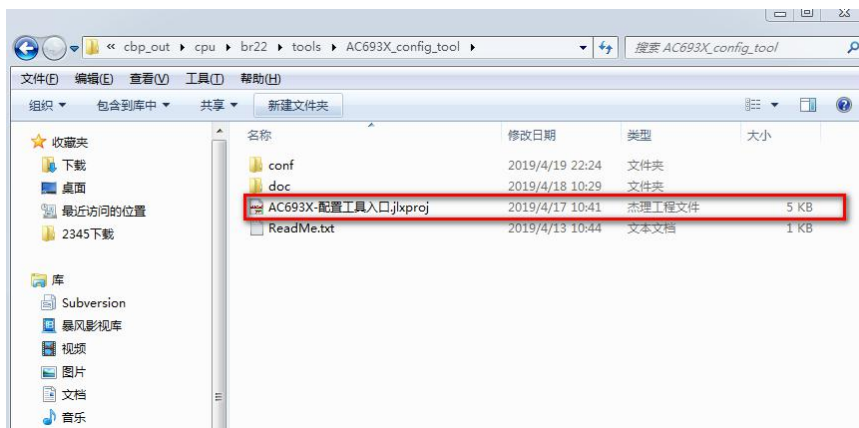 « cbp_out ▸ cpu ▸ br22 ▸ tools ▸ AC693X_config_tool ▸ 搜索 AC693X_config_tool
文件(F) 编辑(E) 查看(V) 工具(T) 帮助(H)
组织 包含到库中 共享 新建文件夹
名称 修改日期 类型 大小
收藏夹
下载
桌面
最近访问的位置
2345下载
库
Subversion
暴风影视库
视频
图片
文档
音乐
conf 2019/4/19 22:24 文件夹
doc 2019/4/18 10:29 文件夹
AC693X-配置工具入口.jlxproj 2019/4/17 10:41 杰理工程文件 5 KB
ReadMe.txt 2019/4/13 10:44 文本文档 1 KB